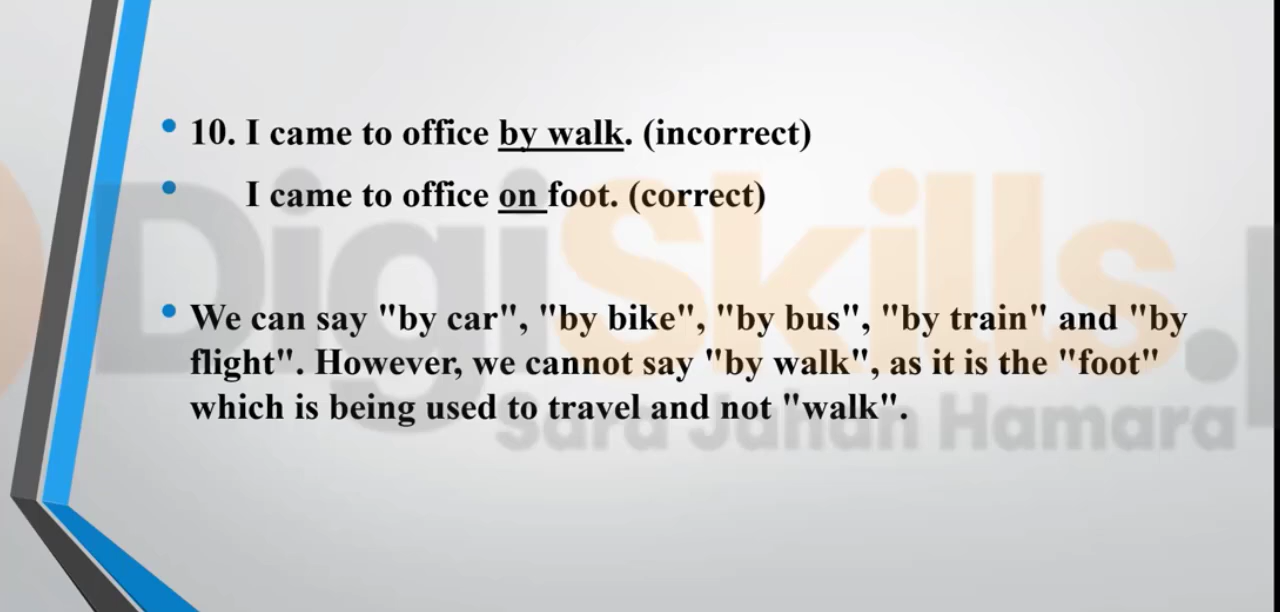 10. I came to office by walk. (incorrect)
I came to office on foot. (correct)
We can say "by car", "by bike", "by bus", "by train" and "by
flight". However, we cannot say "by walk", as it is the "foot"
which is being used to travel and not "walk".
DigiSkills.
Sara Jahan Hamara